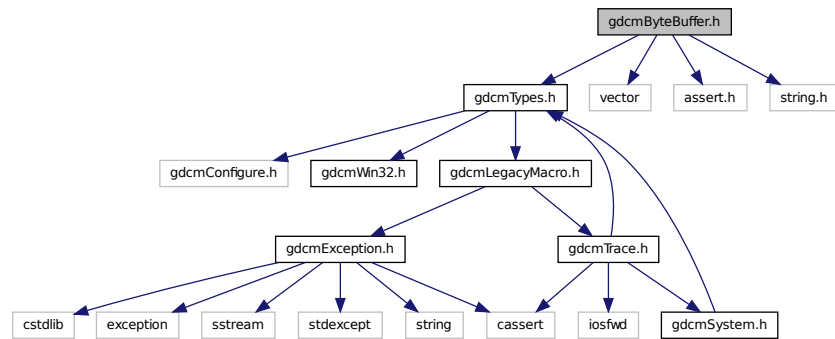 gdcmByteBuffer.h
gdcmTypes.h
vector
assert.h
string.h
gdcmConfigure.h
gdcmWin32.h
gdcmLegacyMacro.h
gdcmException.h
gdcmTrace.h
cstdlib
exception
sstream
stdexcept
string
cassert
iosfwd
gdcmSystem.h